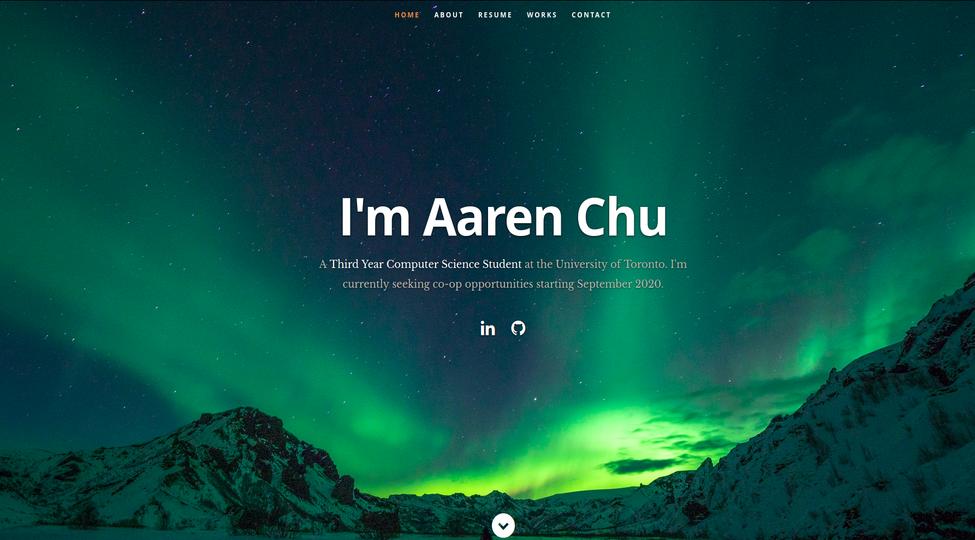 HOME ABOUT RESUME WORKS CONTACT
I'm Aaren Chu
A Third Year Computer Science Student at the University of Toronto. I'm
currently seeking co-op opportunities starting September 2020.
in